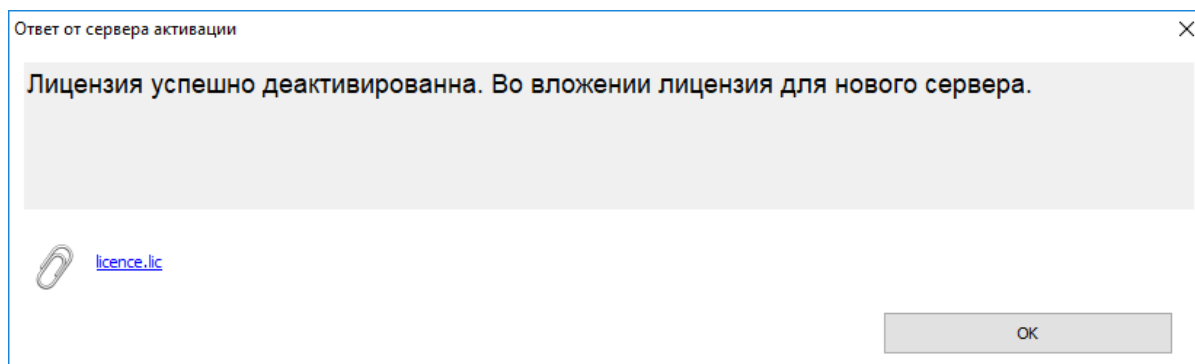 Ответ от сервера активации
Лицензия успешно деактивированна. Во вложении лицензия для нового сервера.
licence.lic
OK